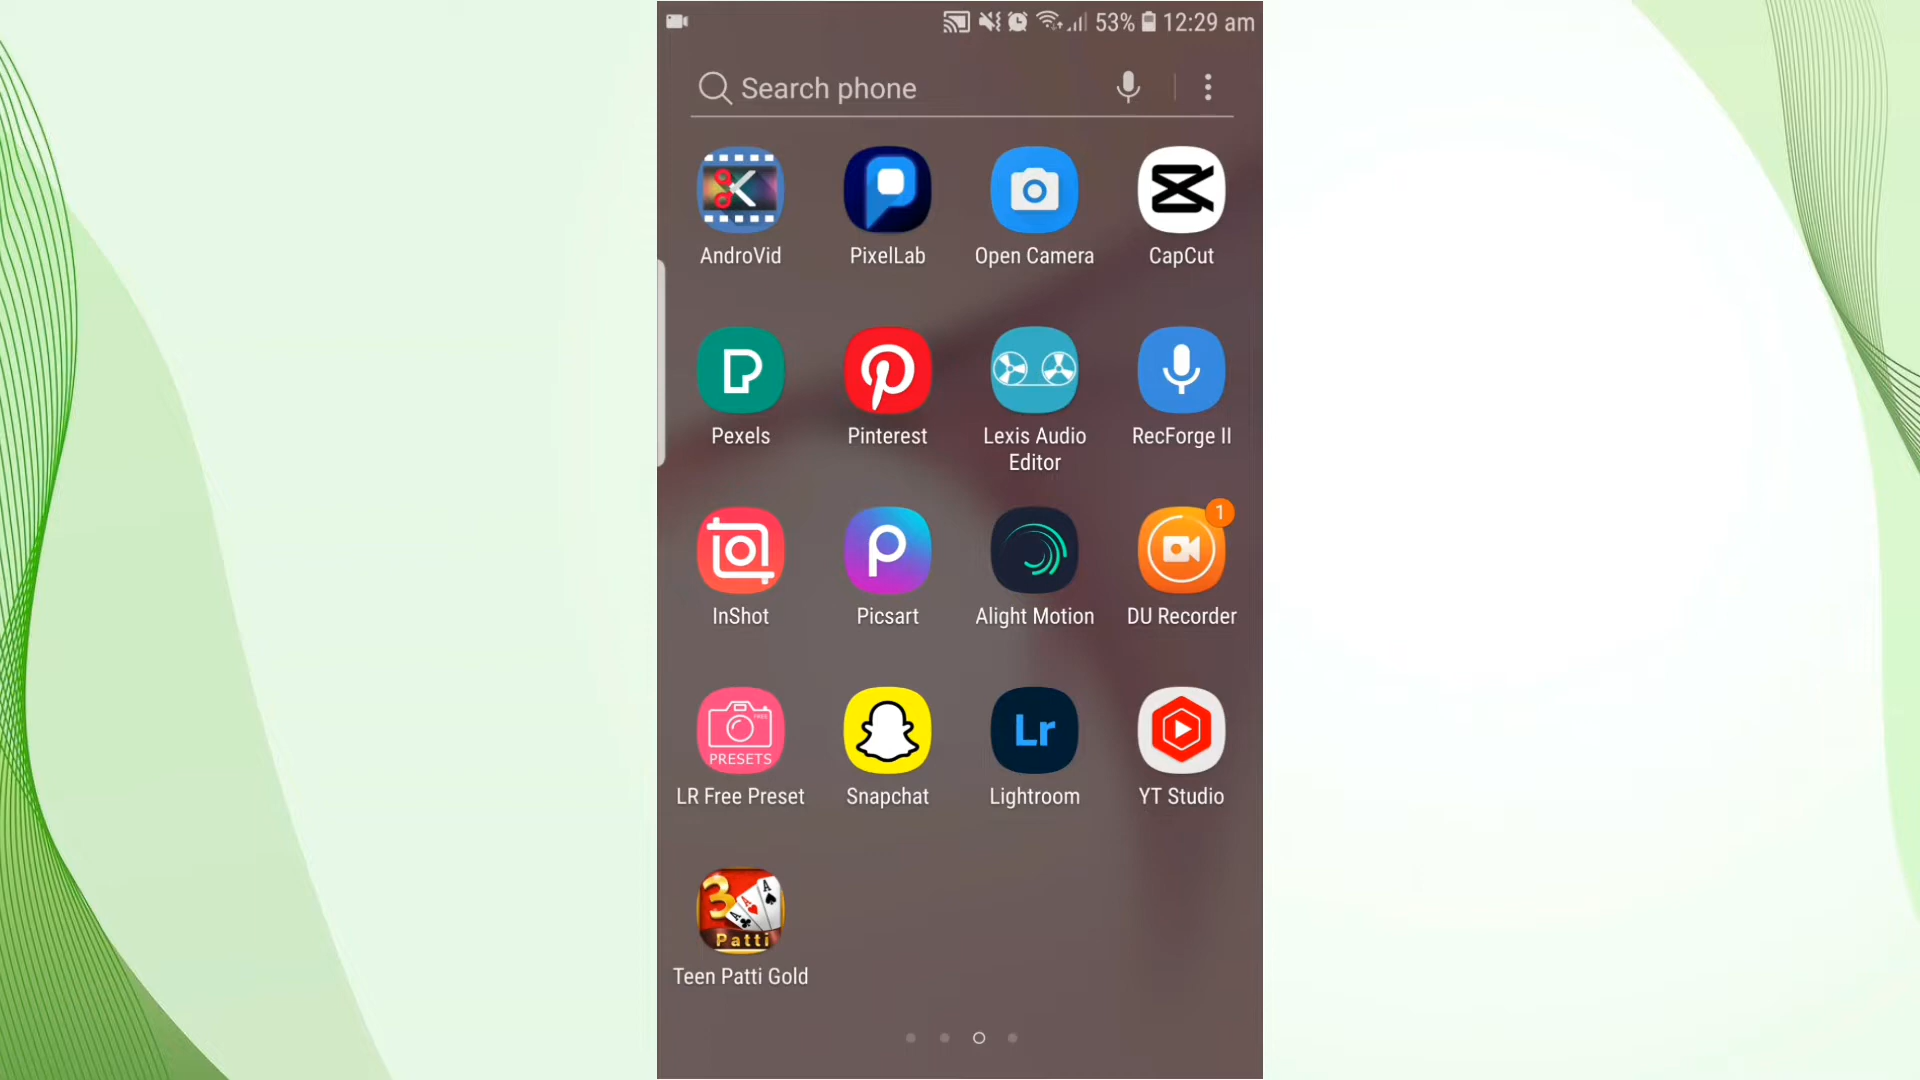 53% 12:29 am
Search phone
AndroVid PixelLab Open Camera CapCut
Pexels Pinterest Lexis Audio Editor RecForge II
1
InShot Picsart Alight Motion DU Recorder
FREE
PRESETS
Lr
LR Free Preset Snapchat Lightroom YT Studio
3
A A A
Patti
Teen Patti Gold